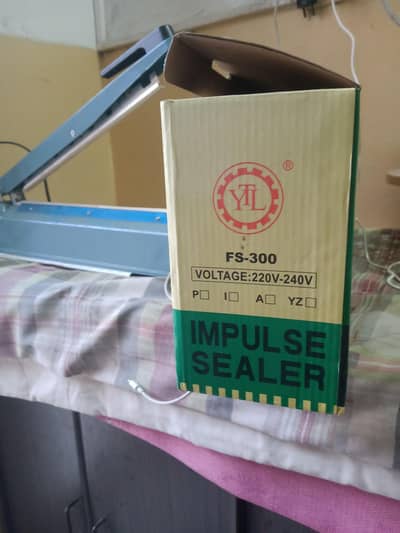 YTL ®
FS-300
VOLTAGE:220V-240V
P□ I□ A□ YZ□
IMPULSE
SEALER